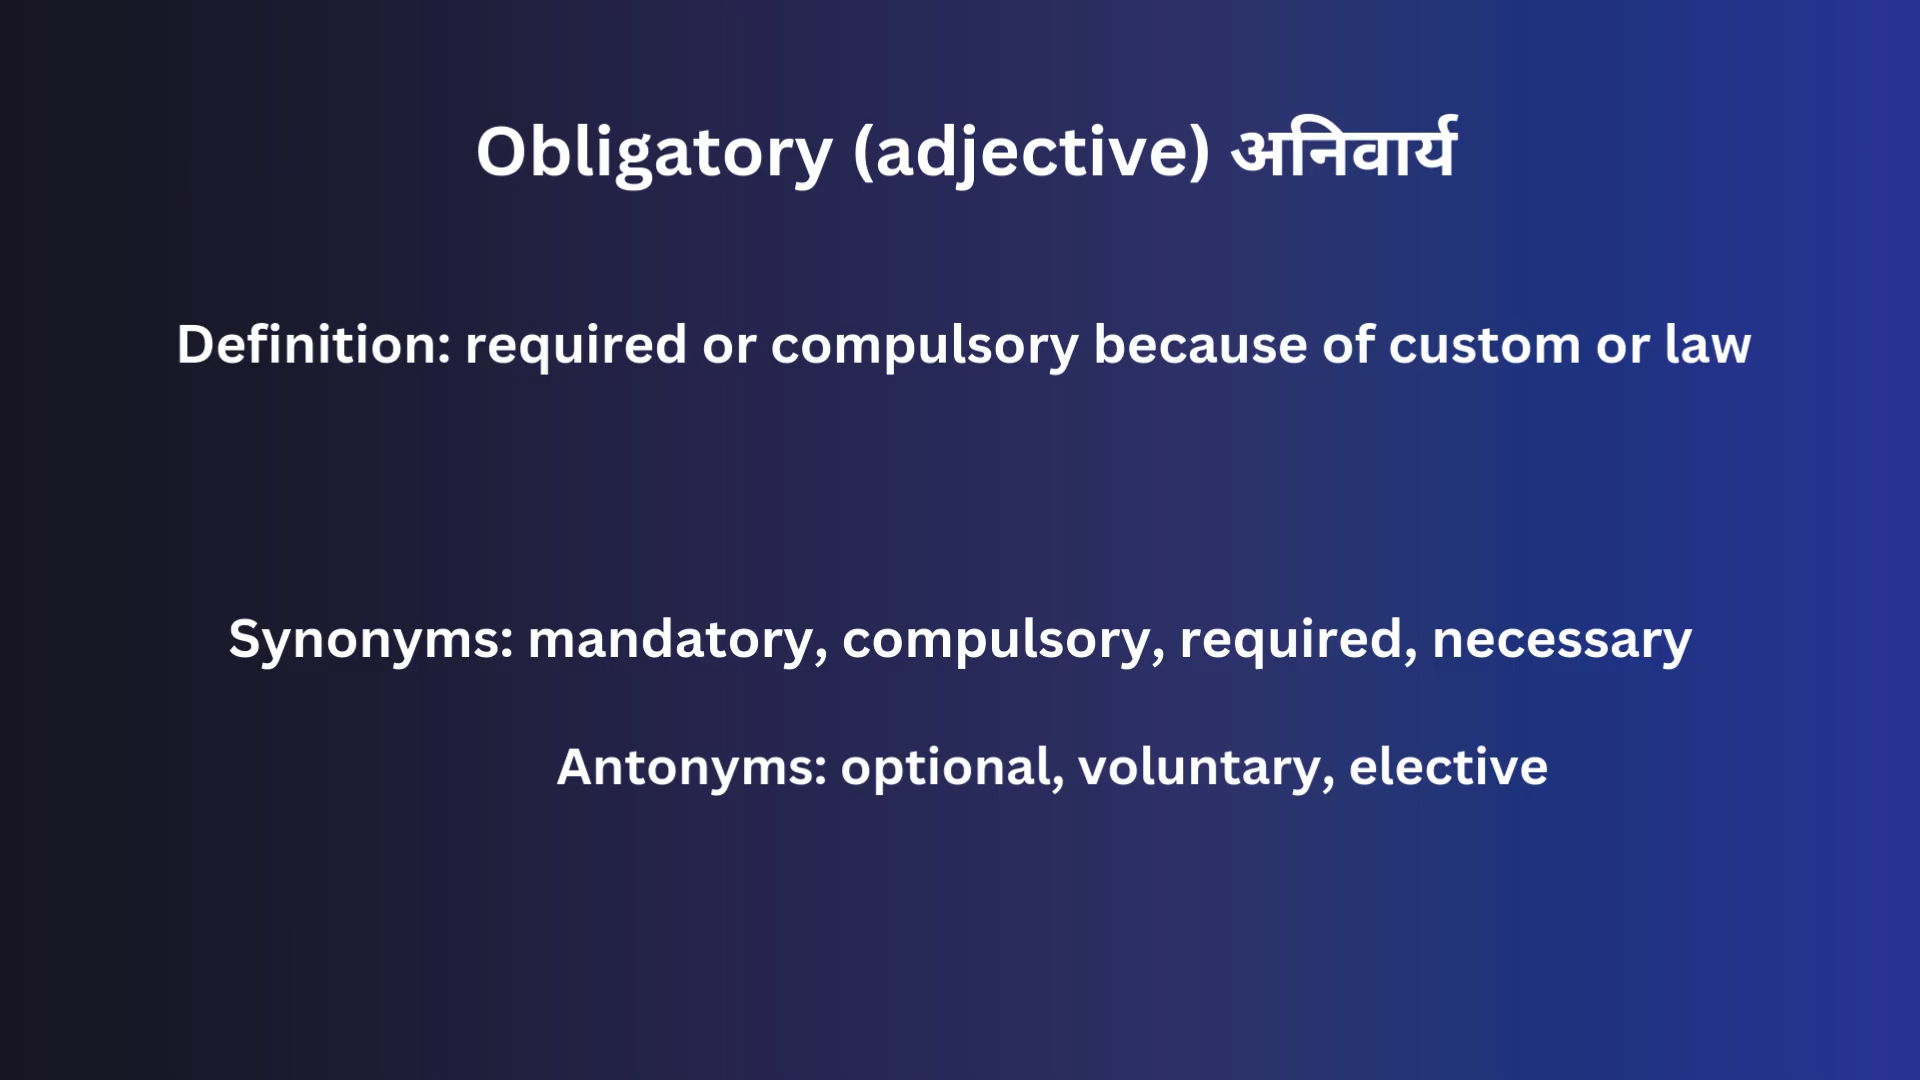 Obligatory (adjective) अनिवार्य
Definition: required or compulsory because of custom or law
Synonyms: mandatory, compulsory, required, necessary
Antonyms: optional, voluntary, elective